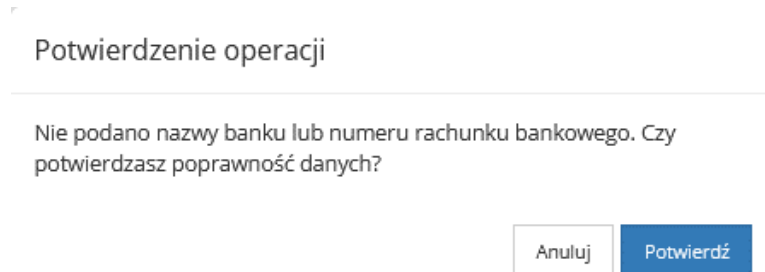 Potwierdzenie operacji
Nie podano nazwy banku lub numeru rachunku bankowego. Czy
potwierdzasz poprawność danych?
Anuluj
Potwierdź